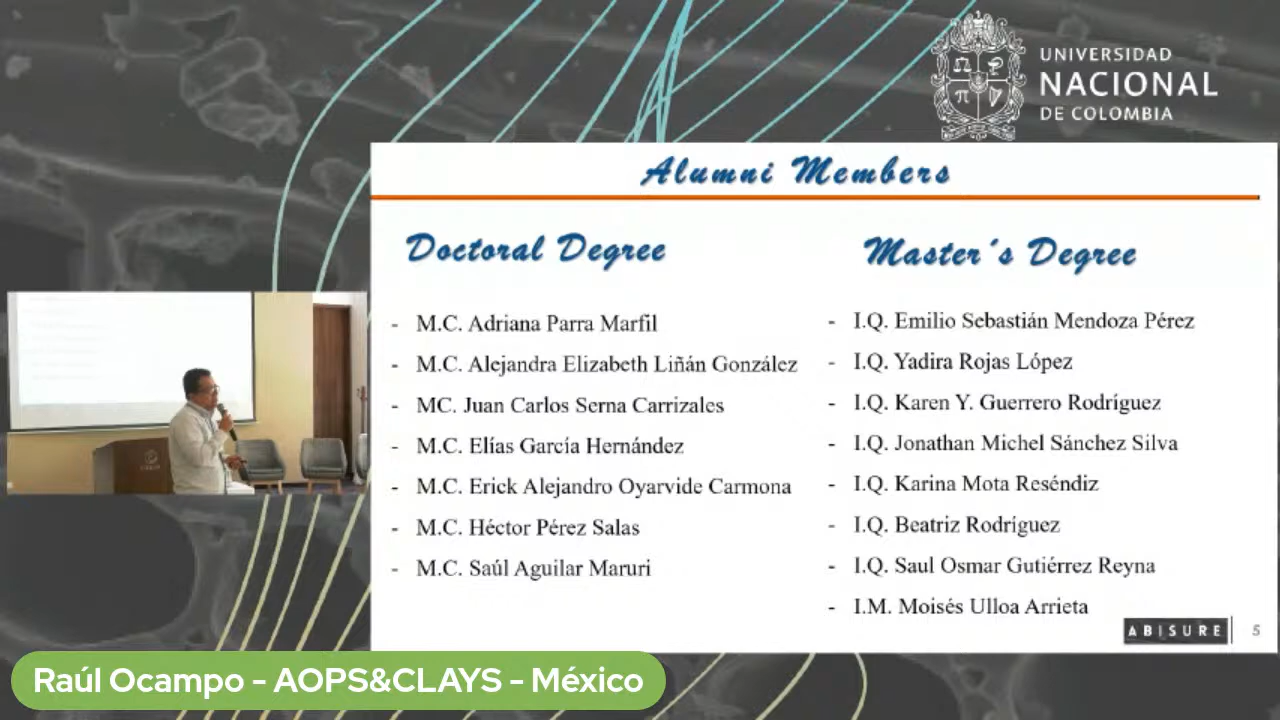 UNIVERSIDAD
NACIONAL
DE COLOMBIA
Alumni Members
Doctoral Degree
- M.C. Adriana Parra Marfil
- M.C. Alejandra Elizabeth Liñán González
- MC. Juan Carlos Serna Carrizales
- M.C. Elías García Hernández
- M.C. Erick Alejandro Oyarvide Carmona
- M.C. Héctor Pérez Salas
- M.C. Saúl Aguilar Maruri
Master´s Degree
- I.Q. Emilio Sebastián Mendoza Pérez
- I.Q. Yadira Rojas López
- I.Q. Karen Y. Guerrero Rodríguez
- I.Q. Jonathan Michel Sánchez Silva
- I.Q. Karina Mota Reséndiz
- I.Q. Beatriz Rodríguez
- I.Q. Saul Osmar Gutiérrez Reyna
- I.M. Moisés Ulloa Arrieta
ABISURE
5
Raúl Ocampo - AOPS&CLAYS - México